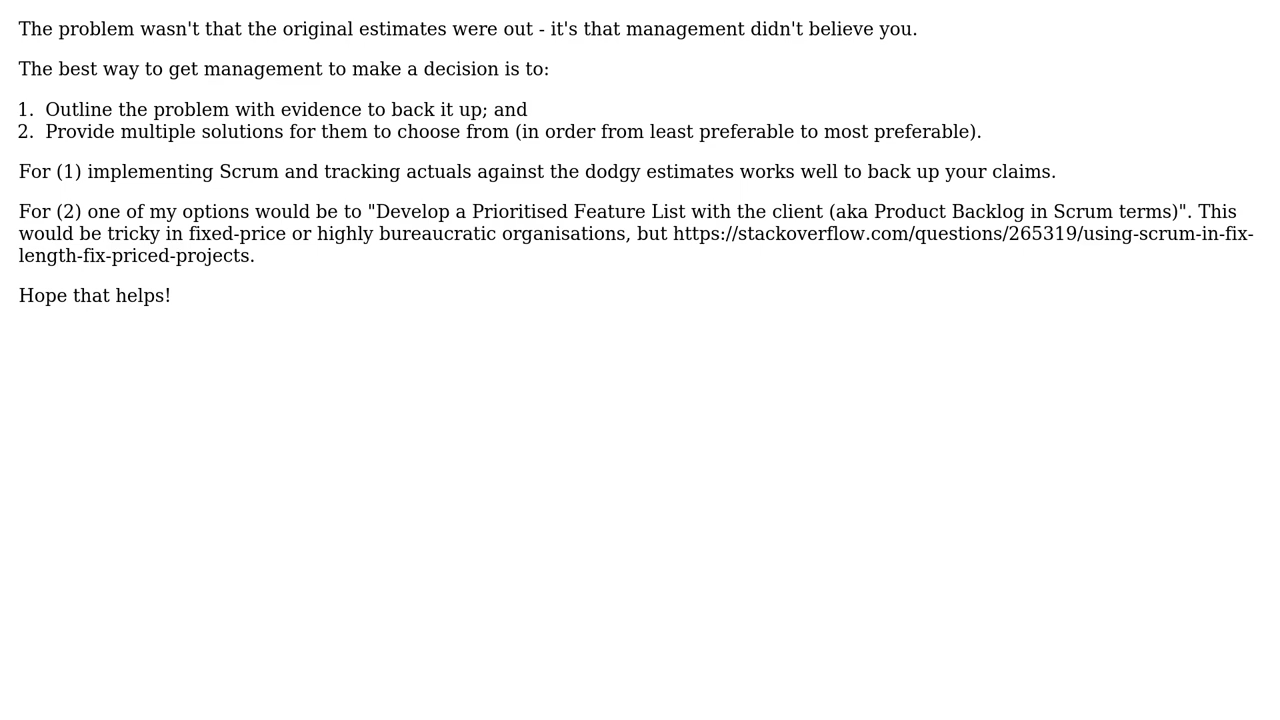 The problem wasn't that the original estimates were out - it's that management didn't believe you.
The best way to get management to make a decision is to:
1. Outline the problem with evidence to back it up; and
2. Provide multiple solutions for them to choose from (in order from least preferable to most preferable).
For (1) implementing Scrum and tracking actuals against the dodgy estimates works well to back up your claims.
For (2) one of my options would be to "Develop a Prioritised Feature List with the client (aka Product Backlog in Scrum terms)". This
would be tricky in fixed-price or highly bureaucratic organisations, but https://stackoverflow.com/questions/265319/using-scrum-in-fix-
length-fix-priced-projects.
Hope that helps!